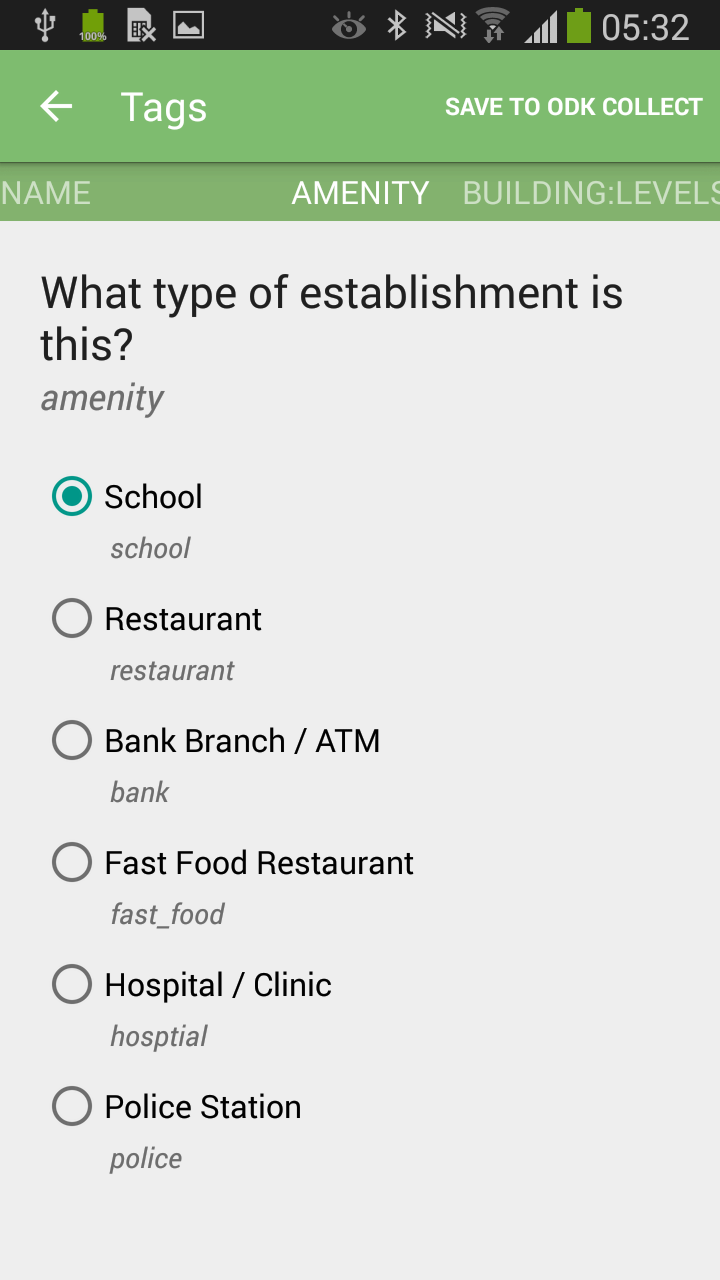 100%
05:32
Tags
SAVE TO ODK COLLECT
NAME AMENITY BUILDING:LEVELS
What type of establishment is
this?
amenity
School
school
Restaurant
restaurant
Bank Branch / ATM
bank
Fast Food Restaurant
fast_food
Hospital / Clinic
hosptial
Police Station
police